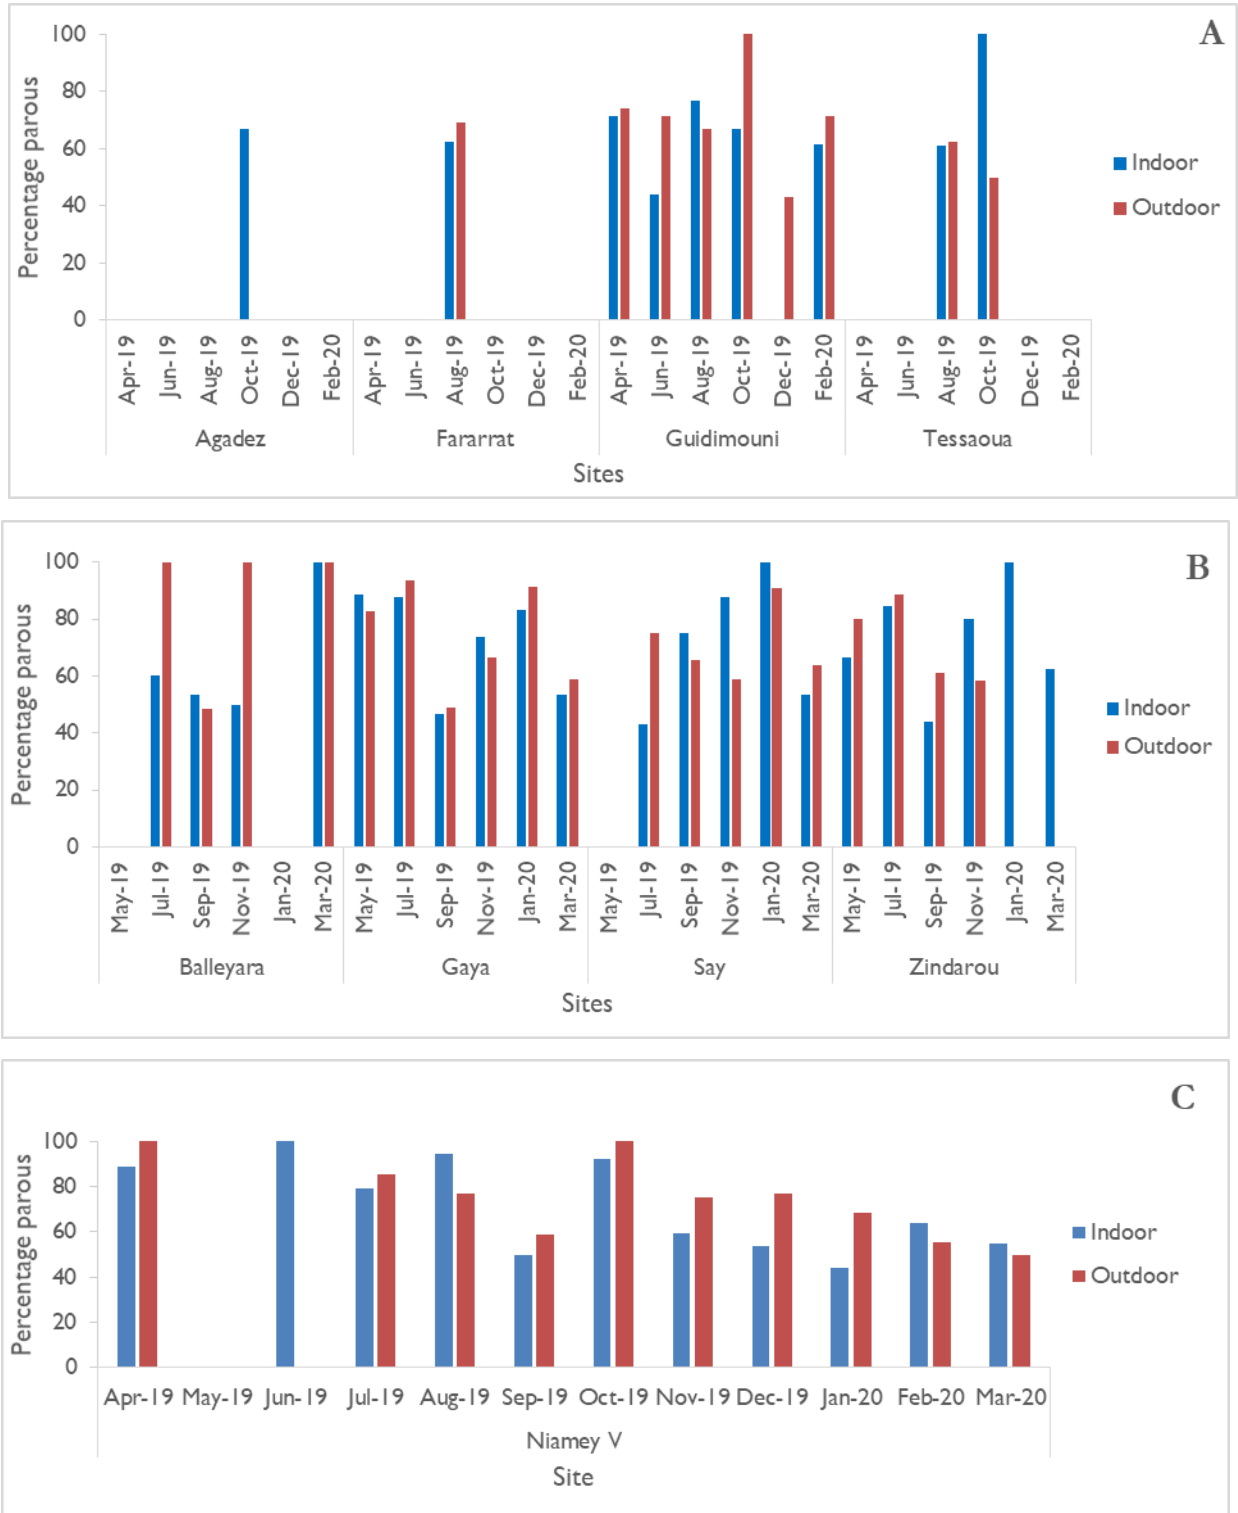 A
Percentage parous
100
80
60
40
20
0
Apr-19 Jun-19 Aug-19 Oct-19 Dec-19 Feb-20 Apr-19 Jun-19 Aug-19 Oct-19 Dec-19 Feb-20 Apr-19 Jun-19 Aug-19 Oct-19 Dec-19 Feb-20 Apr-19 Jun-19 Aug-19 Oct-19 Dec-19 Feb-20
Agadez Fararrat Guidimouni Tessaoua
Sites
Indoor
Outdoor
B
Percentage parous
100
80
60
40
20
0
May-19 Jul-19 Sep-19 Nov-19 Jan-20 Mar-20 May-19 Jul-19 Sep-19 Nov-19 Jan-20 Mar-20 May-19 Jul-19 Sep-19 Nov-19 Jan-20 Mar-20 May-19 Jul-19 Sep-19 Nov-19 Jan-20 Mar-20
Balleyara Gaya Say Zindarou
Sites
Indoor
Outdoor
C
Percentage parous
100
80
60
40
20
0
Apr-19 May-19 Jun-19 Jul-19 Aug-19 Sep-19 Oct-19 Nov-19 Dec-19 Jan-20 Feb-20 Mar-20
Niamey V
Site
Indoor
Outdoor